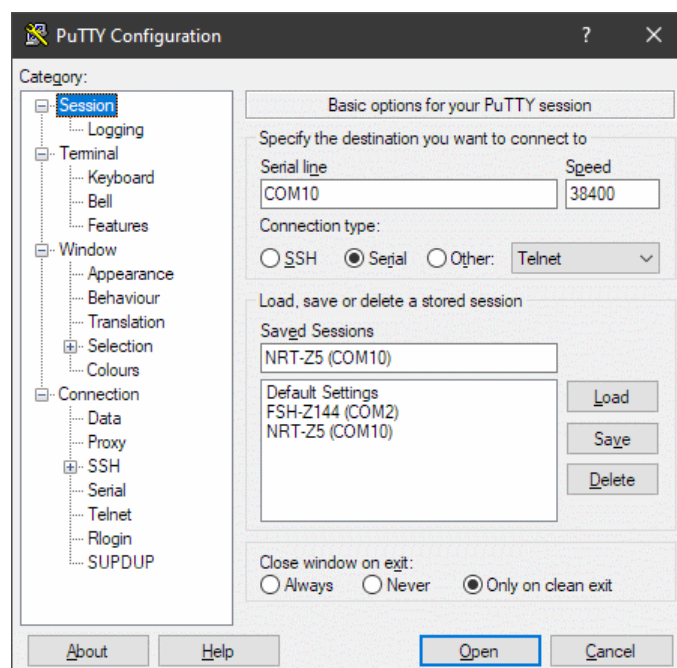 PuTTY Configuration
?
Category:
Session
Logging
Terminal
Keyboard
Bell
Features
Window
Appearance
Behaviour
Translation
Selection
Colours
Connection
Data
Proxy
SSH
Serial
Telnet
Rlogin
SUPDUP
Basic options for your PuTTY session
Specify the destination you want to connect to
Serial line Speed
COM10 38400
Connection type:
SSH Serial Other: Telnet
Load, save or delete a stored session
Saved Sessions
NRT-Z5 (COM10)
Default Settings
FSH-Z144 (COM2)
NRT-Z5 (COM10)
Load
Save
Delete
Close window on exit:
Always Never Only on clean exit
About Help Open Cancel